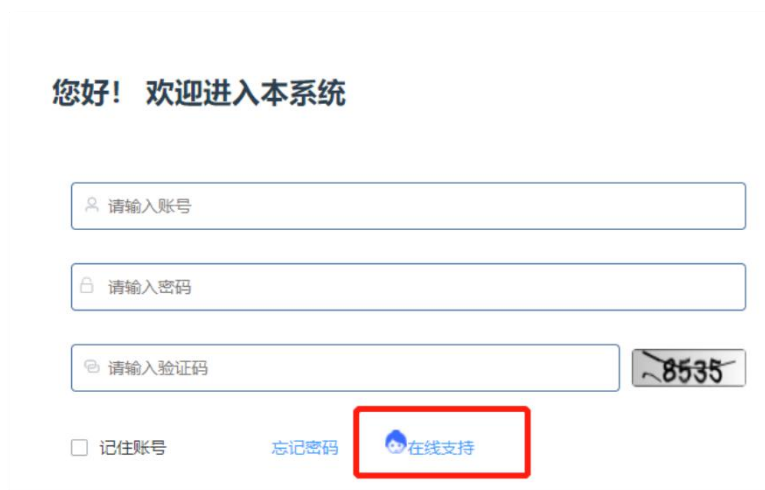 您好！ 欢迎进入本系统
请输入账号
请输入密码
请输入验证码 8535
记住账号 忘记密码 在线支持